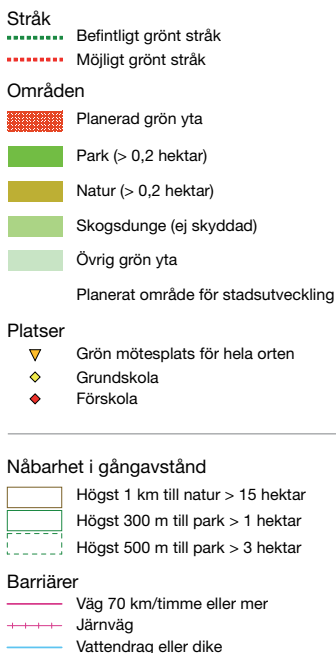 Stråk
Befintligt grönt stråk
Möjligt grönt stråk
Områden
Planerad grön yta
Park (> 0,2 hektar)
Natur (> 0,2 hektar)
Skogsdunge (ej skyddad)
Övrig grön yta
Planerat område för stadsutveckling
Platser
Grön mötesplats för hela orten
Grundskola
Förskola
Nåbarhet i gångavstånd
Högst 1 km till natur > 15 hektar
Högst 300 m till park > 1 hektar
Högst 500 m till park > 3 hektar
Barriärer
Väg 70 km/timme eller mer
Järnväg
Vattendrag eller dike